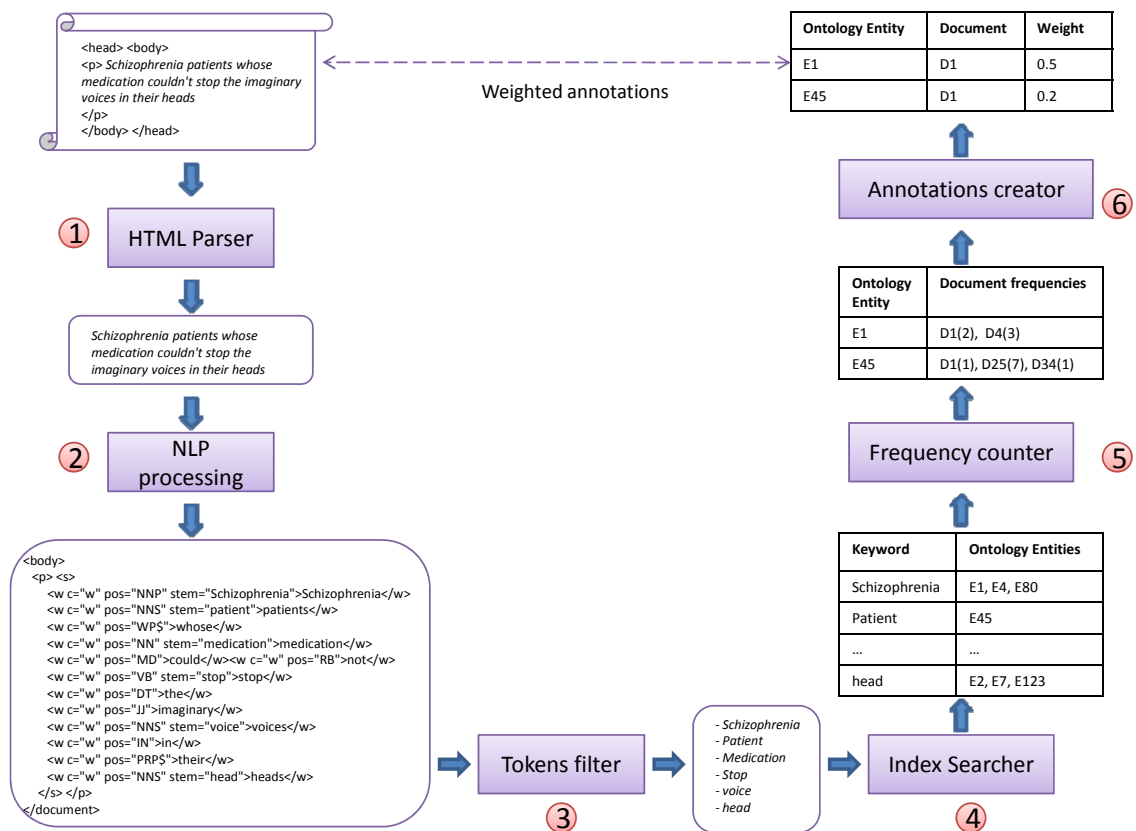 <head> <body>
<p> Schizophrenia patients whose
medication couldn't stop the imaginary
voices in their heads
</p>
</body> </head>
Weighted annotations
Ontology Entity Document Weight
E1 D1 0.5
E45 D1 0.2
1
HTML Parser
Schizophrenia patients whose
medication couldn't stop the
imaginary voices in their heads
2
NLP
processing
<body>
<p> <s>
<w c="w" pos="NNP" stem="Schizophrenia">Schizophrenia</w>
<w c="w" pos="NNS" stem="patient">patients</w>
<w c="w" pos="WP$">whose</w>
<w c="w" pos="NN" stem="medication">medication</w>
<w c="w" pos="MD">could</w><w c="w" pos="RB">not</w>
<w c="w" pos="VB" stem="stop">stop</w>
<w c="w" pos="DT">the</w>
<w c="w" pos="JJ">imaginary</w>
<w c="w" pos="NNS" stem="voice">voices</w>
<w c="w" pos="IN">in</w>
<w c="w" pos="PRP$">their</w>
<w c="w" pos="NNS" stem="head">heads</w>
</s> </p>
</document>
Tokens filter
3
- Schizophrenia
- Patient
- Medication
- Stop
- voice
- head
Index Searcher
4
Keyword Ontology Entities
Schizophrenia E1, E4, E80
Patient E45
... ...
head E2, E7, E123
Frequency counter
5
Ontology
Entity Document frequencies
E1 D1(2), D4(3)
E45 D1(1), D25(7), D34(1)
Annotations creator
6